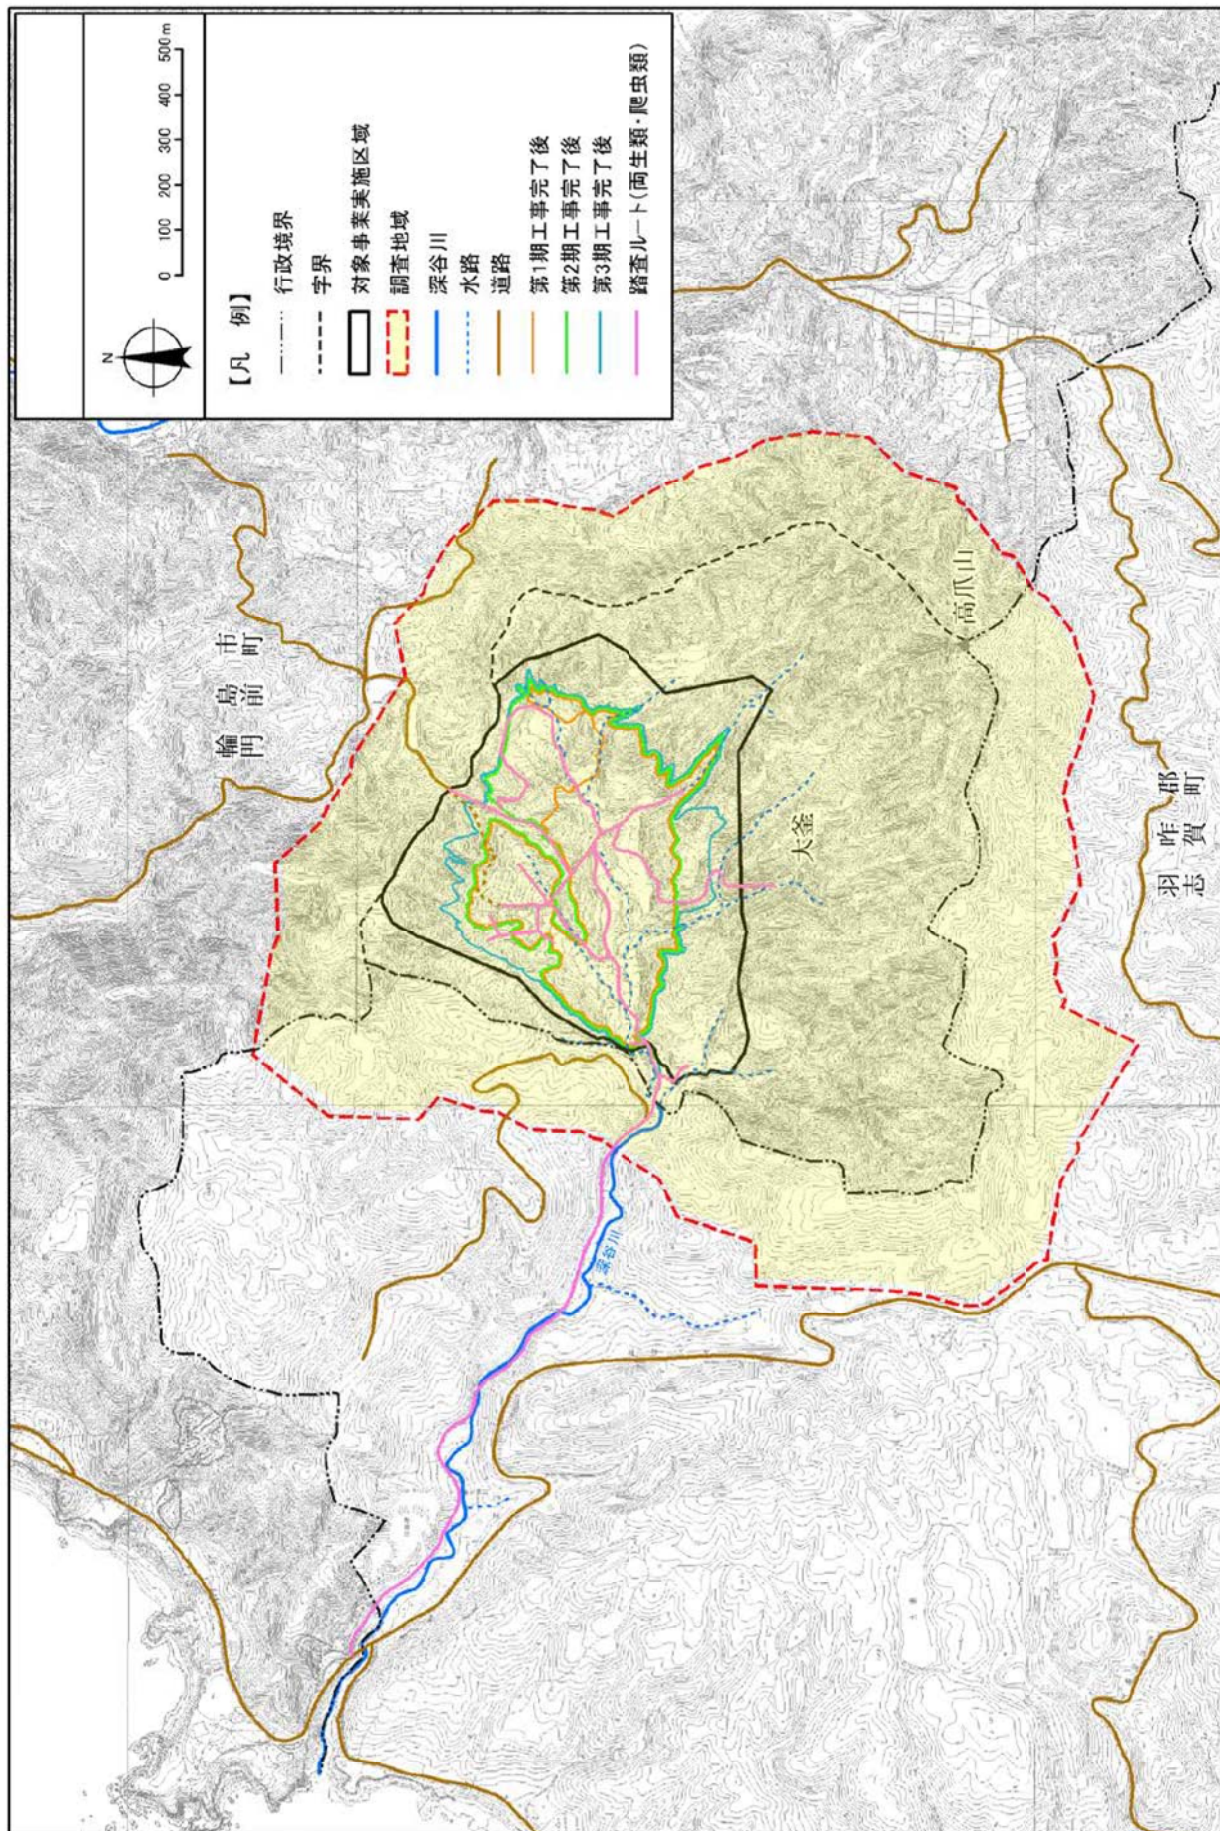 0 100 200 300 400 500m
N
【凡 例】
行政境界
字界
対象事業実施区域
調査地域
深谷川
水路
道路
第1期工事完了後
第2期工事完了後
第3期工事完了後
踏査ルート(両生類・爬虫類)
輪 島 市
門 前 町
高爪山
大釜
羽 咋 郡
志 賀 町
深谷川